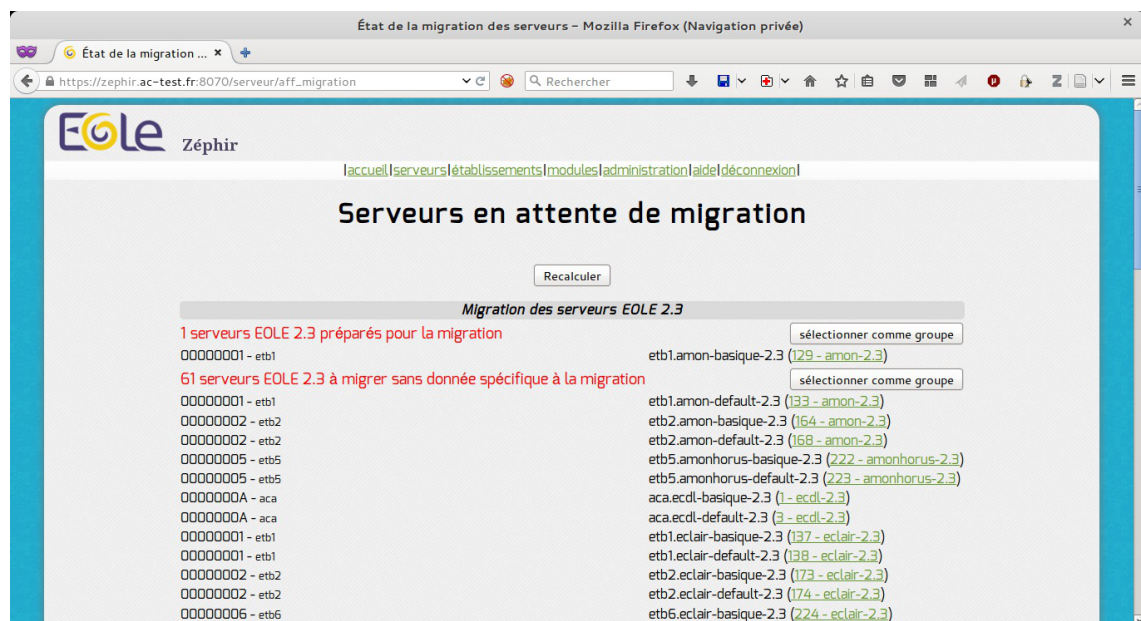 État de la migration des serveurs - Mozilla Firefox (Navigation privée)
État de la migration ...
https://zephir.ac-test.fr:8070/serveur/aff_migration
Rechercher
EOle Zéphir
|accueil|serveurs|établissements|modules|administration|aide|déconnexion|
Serveurs en attente de migration
Recalculer
Migration des serveurs EOLE 2.3
1 serveurs EOLE 2.3 préparés pour la migration sélectionner comme groupe
00000001 - etb1 etb1.amon-basique-2.3 (129 - amon-2.3)
61 serveurs EOLE 2.3 à migrer sans donnée spécifique à la migration sélectionner comme groupe
00000001 - etb1 etb1.amon-default-2.3 (133 - amon-2.3)
00000002 - etb2 etb2.amon-basique-2.3 (164 - amon-2.3)
00000002 - etb2 etb2.amon-default-2.3 (168 - amon-2.3)
00000005 - etb5 etb5.amonhorus-basique-2.3 (222 - amonhorus-2.3)
00000005 - etb5 etb5.amonhorus-default-2.3 (223 - amonhorus-2.3)
0000000A - aca aca.ecdl-basique-2.3 (1 - ecdl-2.3)
0000000A - aca aca.ecdl-default-2.3 (3 - ecdl-2.3)
00000001 - etb1 etb1.eclair-basique-2.3 (137 - eclair-2.3)
00000001 - etb1 etb1.eclair-default-2.3 (138 - eclair-2.3)
00000002 - etb2 etb2.eclair-basique-2.3 (173 - eclair-2.3)
00000002 - etb2 etb2.eclair-default-2.3 (174 - eclair-2.3)
00000006 - etb6 etb6.eclair-basique-2.3 (224 - eclair-2.3)